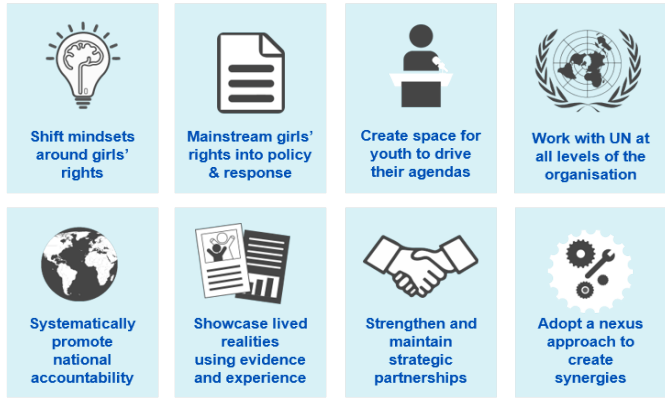 Shift mindsets
around girls'
rights
Mainstream girls'
rights into policy
& response
Create space for
youth to drive
their agendas
Work with UN at
all levels of the
organisation
Systematically
promote
national
accountability
Showcase lived
realities
using evidence
and experience
Strengthen and
maintain
strategic
partnerships
Adopt a nexus
approach to
create
synergies